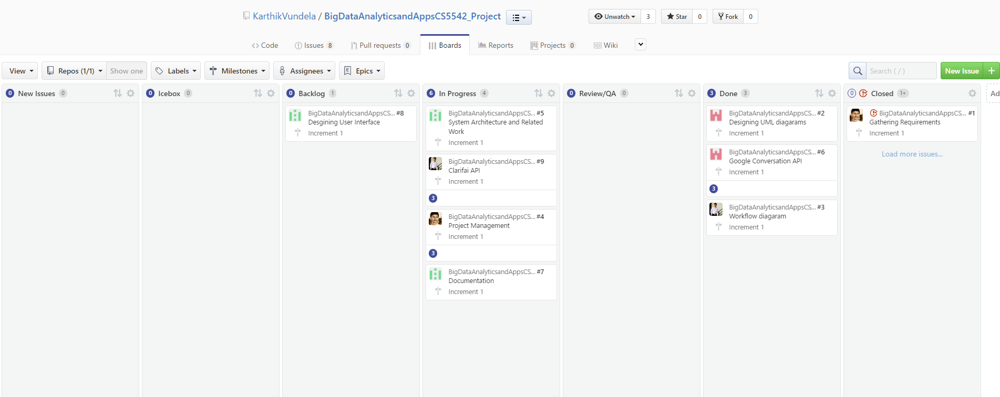 KarthikVundela / BigDataAnalyticsandAppsCS5542_Project
Unwatch 3 Star 0 Fork 0
Code Issues 8 Pull requests 0 Boards Reports Projects 0 Wiki
View Repos (1/1) Show one Labels Milestones Assignees E Epics Search ( / ) New Issue +
0 New Issues 0
0 Icebox 0
0 Backlog 1
BigDataAnalyticsandAppsCS... #8
Desgining User Interface
Increment 1
6 In Progress 4
BigDataAnalyticsandAppsCS... #5
System Architecture and Related
Work
Increment 1
BigDataAnalyticsandAppsCS... #9
Clarifai API
Increment 1
3
BigDataAnalyticsandAppsCS... #4
Project Management
Increment 1
3
BigDataAnalyticsandAppsCS... #7
Documentation
Increment 1
0 Review/QA 0
3 Done 3
BigDataAnalyticsandAppsCS... #2
Designing UML diagarams
Increment 1
BigDataAnalyticsandAppsCS... #6
Google Conversation API
Increment 1
3
BigDataAnalyticsandAppsCS... #3
Workflow diagaram
Increment 1
0 Closed 1+
BigDataAnalyticsandAppsCS... #1
Gathering Requirements
Increment 1
Load more issues...
Ad